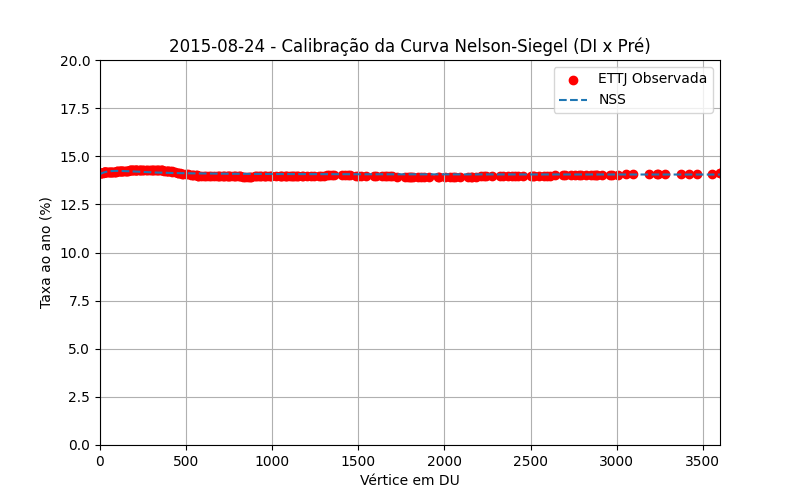 2015-08-24 - Calibração da Curva Nelson-Siegel (DI x Pré)
ETTJ Observada
NSS
Taxa ao ano (%)
20.0
17.5
15.0
12.5
10.0
7.5
5.0
2.5
0.0
0 500 1000 1500 2000 2500 3000 3500
Vértice em DU